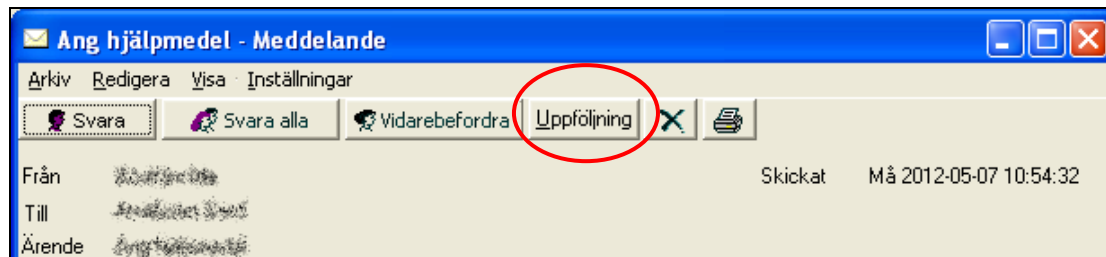 Ang hjälpmedel - Meddelande
Arkiv Redigera Visa Inställningar
Svara Svara alla Vidarebefordra Uppföljning
Från Skickat Må 2012-05-07 10:54:32
Till
Ärende